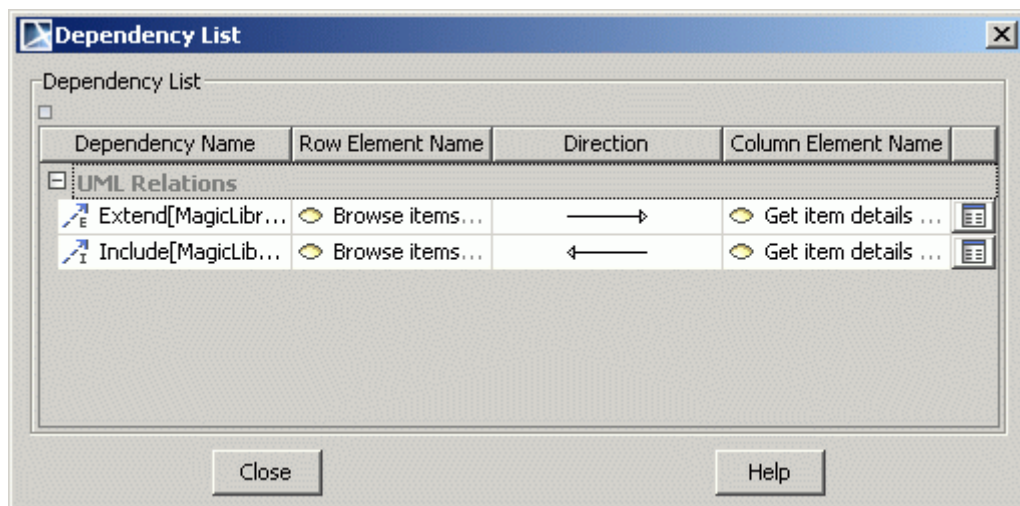 Dependency List
Dependency List
Dependency Name Row Element Name Direction Column Element Name
UML Relations
Extend[MagicLibr... Browse items... Get item details ...
Include[MagicLib... Browse items... Get item details ...
Close Help